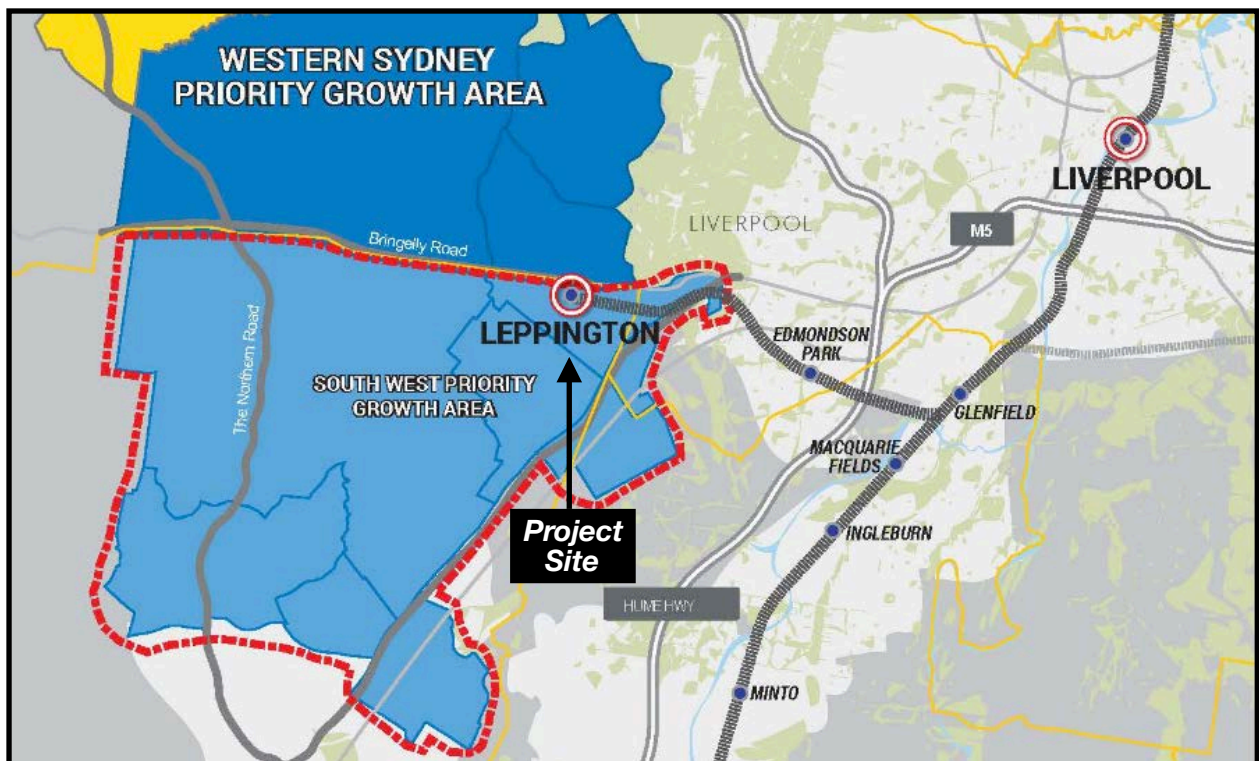 WESTERN SYDNEY
PRIORITY GROWTH AREA
LIVERPOOL
LIVERPOOL
M5
Bringelly Road
LEPPINGTON
EDMONDSON
PARK
The Northern Road
SOUTH WEST PRIORITY
GROWTH AREA
GLENFIELD
MACQUARIE
FIELDS
Project
Site
INGLEBURN
HUME HWY
MINTO